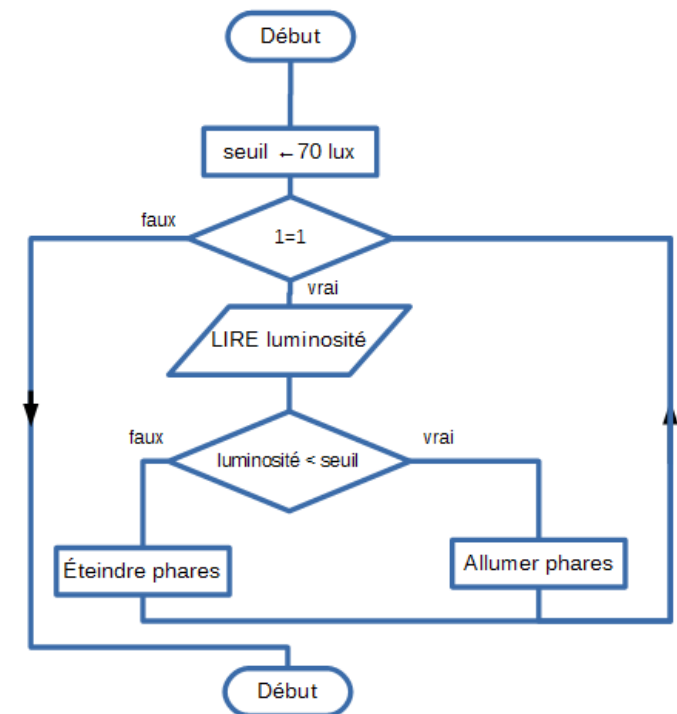 Début
seuil ←70 lux
faux
1=1
vrai
LIRE luminosité
faux
vrai
luminosité < seuil
Éteindre phares
Allumer phares
Début